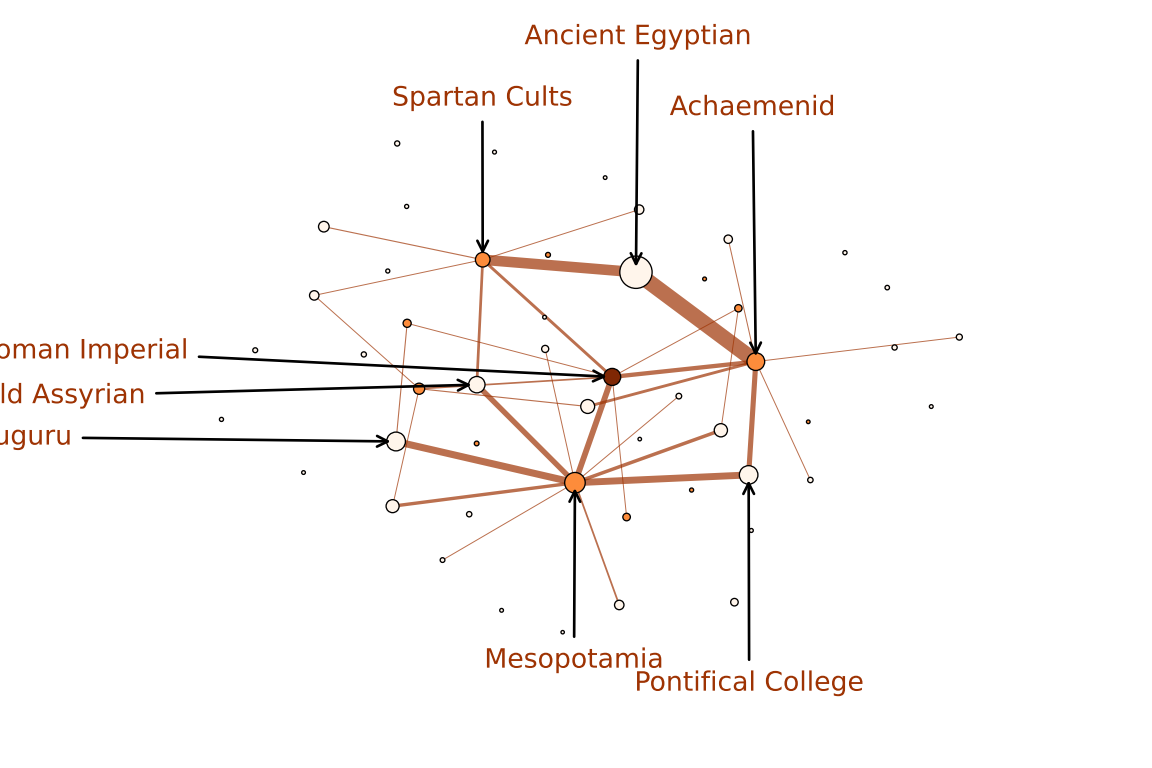 Ancient Egyptian
Spartan Cults
Achaemenid
oman Imperial
ld Assyrian
uguru
Mesopotamia
Pontifical College